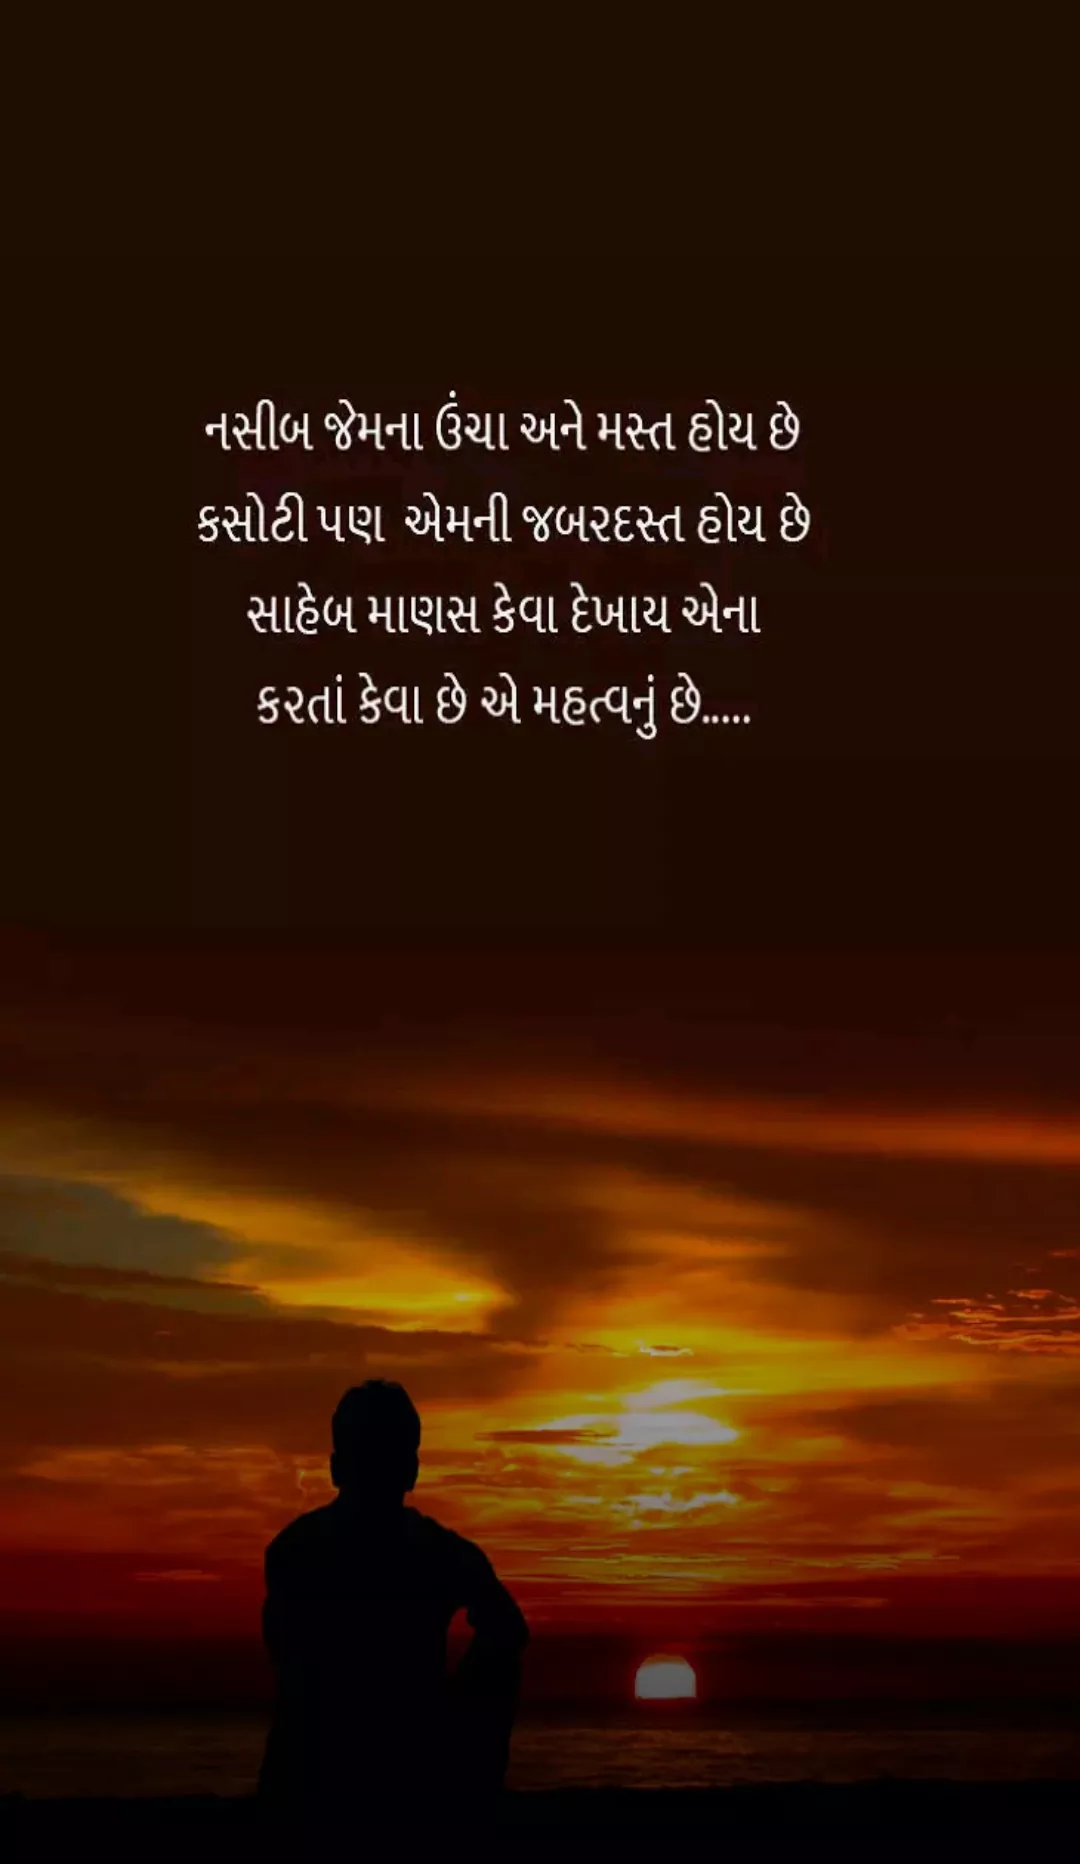 નસીબ જેમના ઉંચા અને મસ્ત હોય છે
કસોટી પણ એમની જબરદસ્ત હોય છે
સાહેબ માણસ કેવા દેખાય એના
કરતાં કેવા છે એ મહત્વનું છે.....